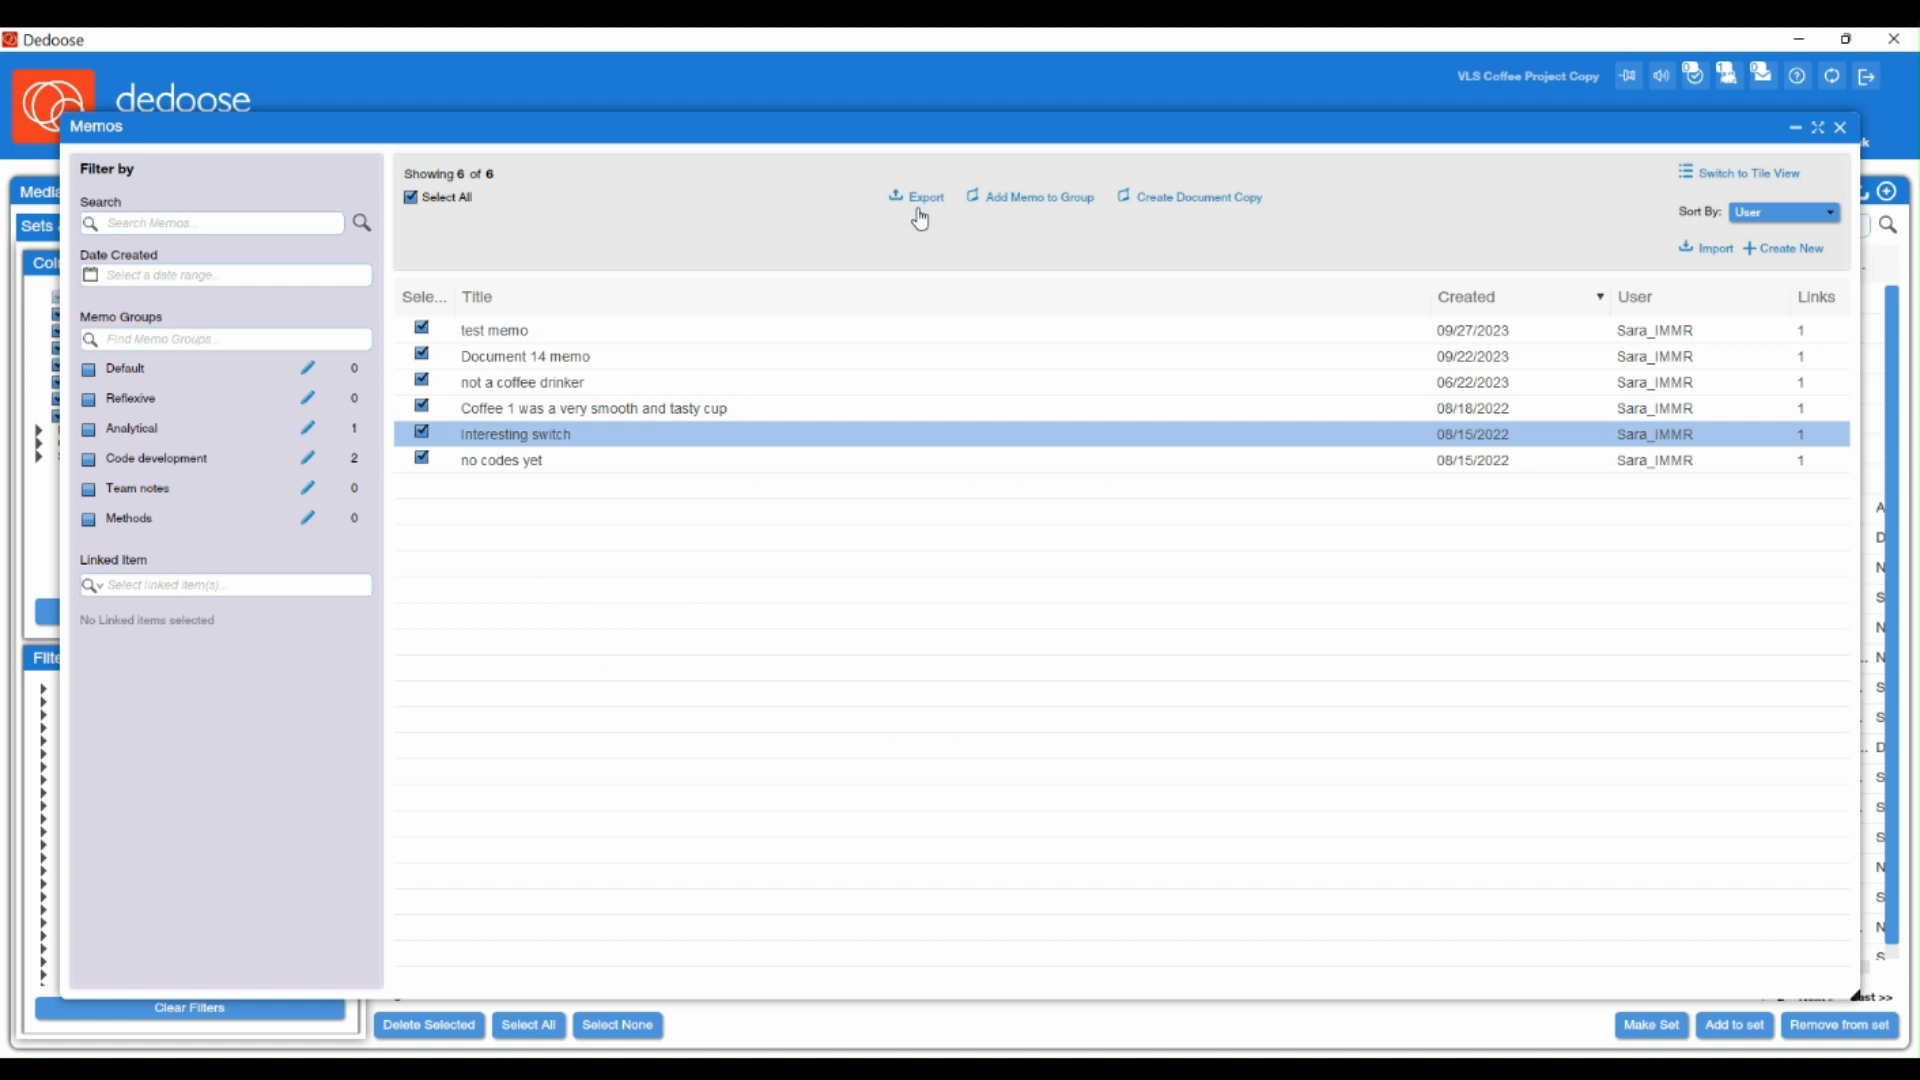 Dedoose
dedoose
VLS Coffee Project Copy
0
1
0
Memos
Filter by
Search
Search Memos...
Date Created
Select a date range...
Memo Groups
Find Memo Groups...
Default 0
Reflexive 0
Analytical 1
Code development 2
Team notes 0
Methods 0
Linked Item
Select linked item(s)...
No Linked items selected
Showing 6 of 6
Select All
Export
Add Memo to Group
Create Document Copy
Switch to Tile View
Sort By: User
Import
Create New
Sele... Title Created User Links
test memo 09/27/2023 Sara_IMMR 1
Document 14 memo 09/22/2023 Sara_IMMR 1
not a coffee drinker 06/22/2023 Sara_IMMR 1
Coffee 1 was a very smooth and tasty cup 08/18/2022 Sara_IMMR 1
Interesting switch 08/15/2022 Sara_IMMR 1
no codes yet 08/15/2022 Sara_IMMR 1
Sets
Clear Filters
Delete Selected
Select All
Select None
Make Set
Add to set
Remove from set